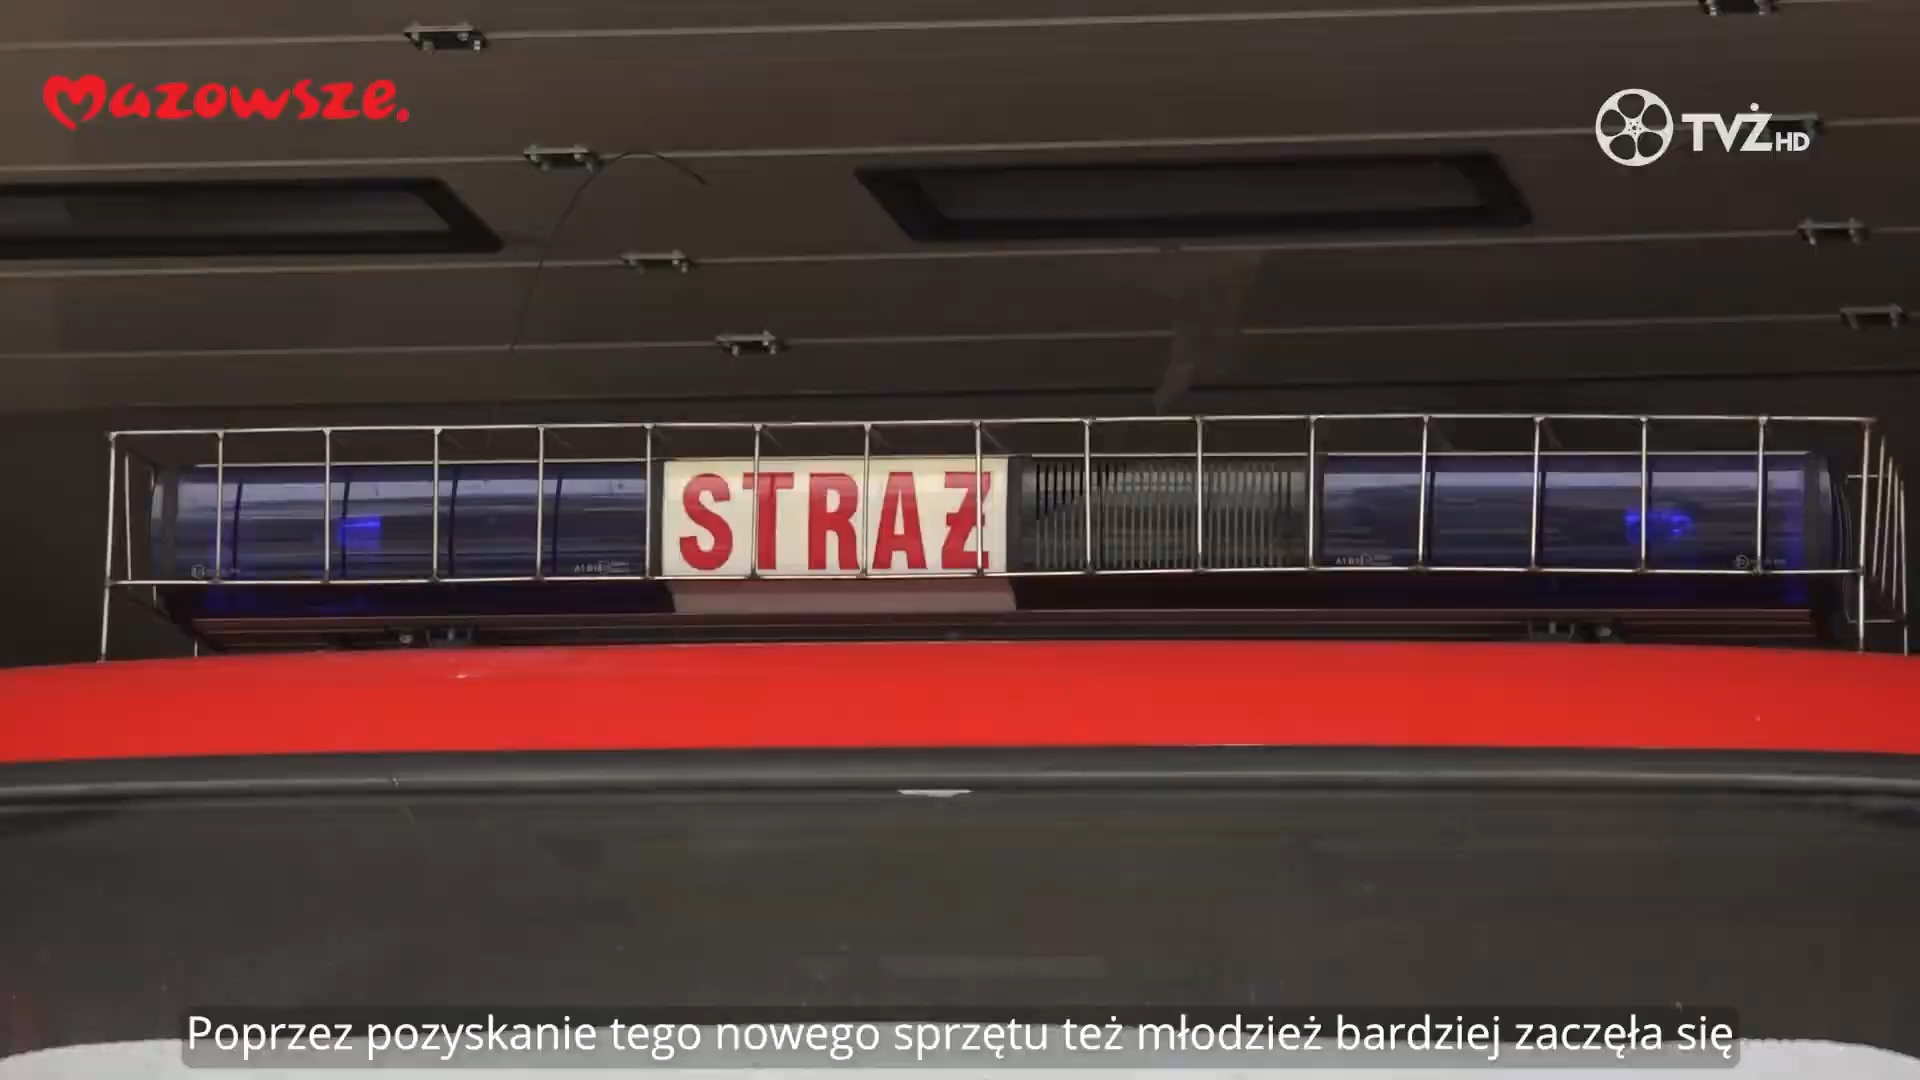 Mazowsze.
TVŻ HD
STRAŻ
Poprzez pozyskanie tego nowego sprzętu też młodzież bardziej zaczęła się